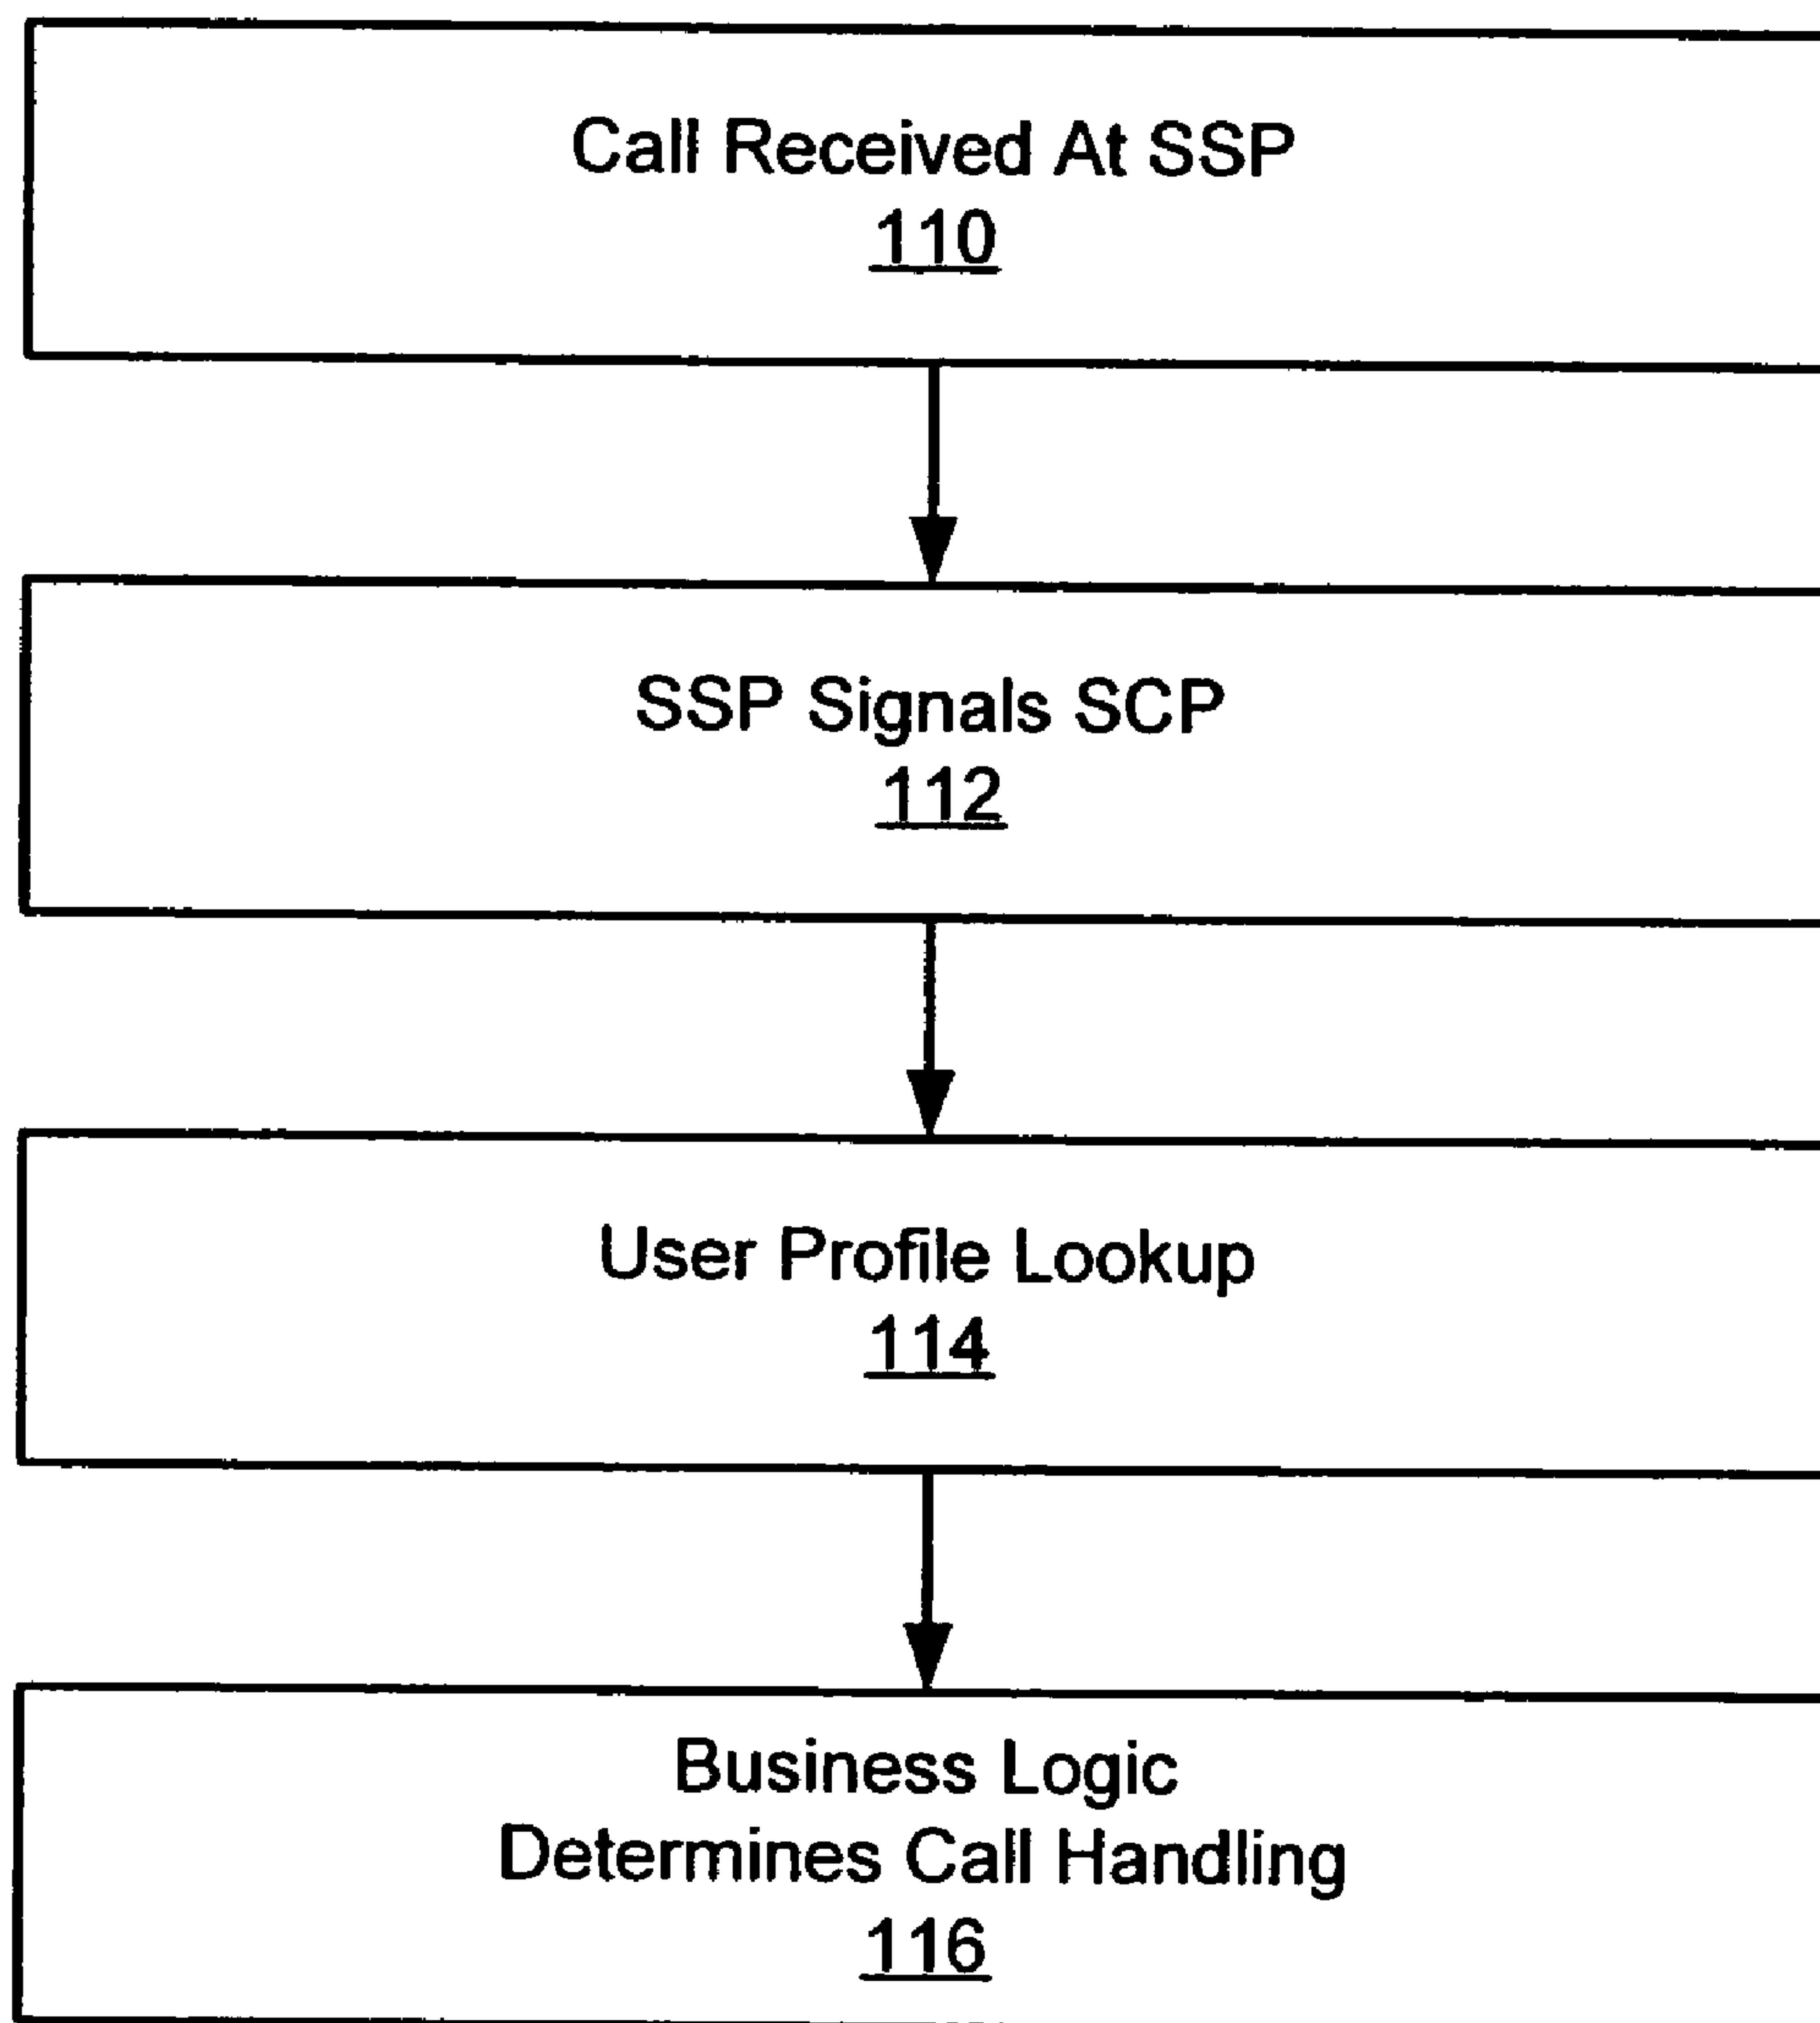 Call Received At SSP
110
SSP Signals SCP
112
User Profile Lookup
114
Business Logic
Determines Call Handling
116